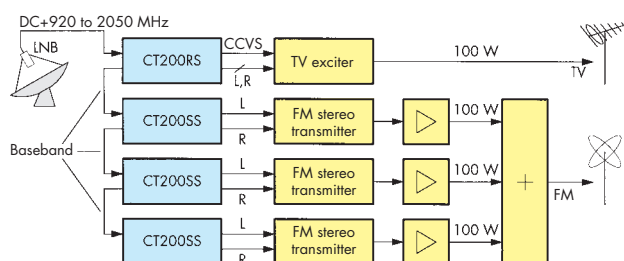 DC+920 to 2050 MHz
LNB
CT200RS
CCVS
L,R
TV exciter
100 W
TV
Baseband
CT200SS
L
R
FM stereo
transmitter
100 W
CT200SS
L
R
FM stereo
transmitter
100 W
+
FM
CT200SS
L
R
FM stereo
transmitter
100 W